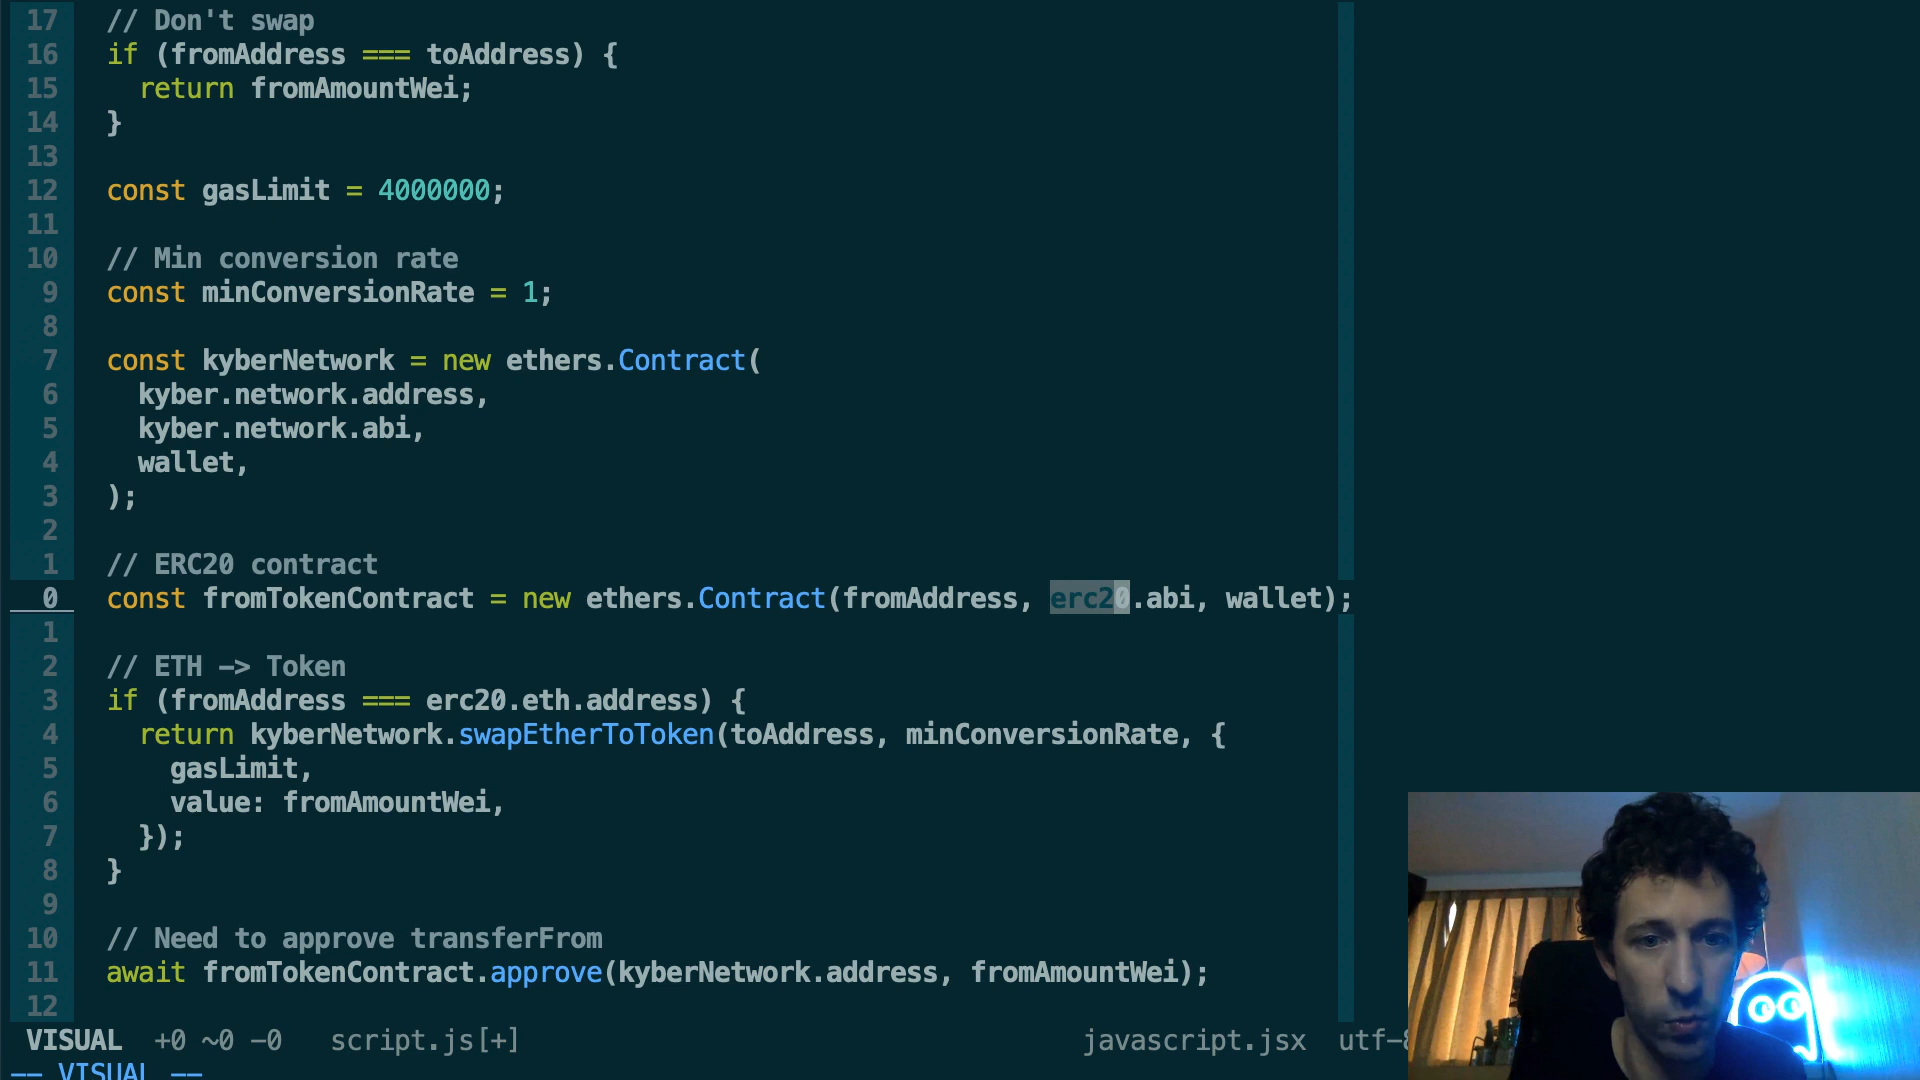 17 // Don't swap
16 if (fromAddress === toAddress) {
15 return fromAmountWei;
14 }
13
12 const gasLimit = 4000000;
11
10 // Min conversion rate
9 const minConversionRate = 1;
8
7 const kyberNetwork = new ethers.Contract(
6 kyber.network.address,
5 kyber.network.abi,
4 wallet,
3 );
2
1 // ERC20 contract
0 const fromTokenContract = new ethers.Contract(fromAddress, erc20.abi, wallet);
1
2 // ETH -> Token
3 if (fromAddress === erc20.eth.address) {
4 return kyberNetwork.swapEtherToToken(toAddress, minConversionRate, {
5 gasLimit,
6 value: fromAmountWei,
7 });
8 }
9
10 // Need to approve transferFrom
11 await fromTokenContract.approve(kyberNetwork.address, fromAmountWei);
12
VISUAL +0 ~0 -0 script.js[+] javascript.jsx utf-8
-- VISUAL --